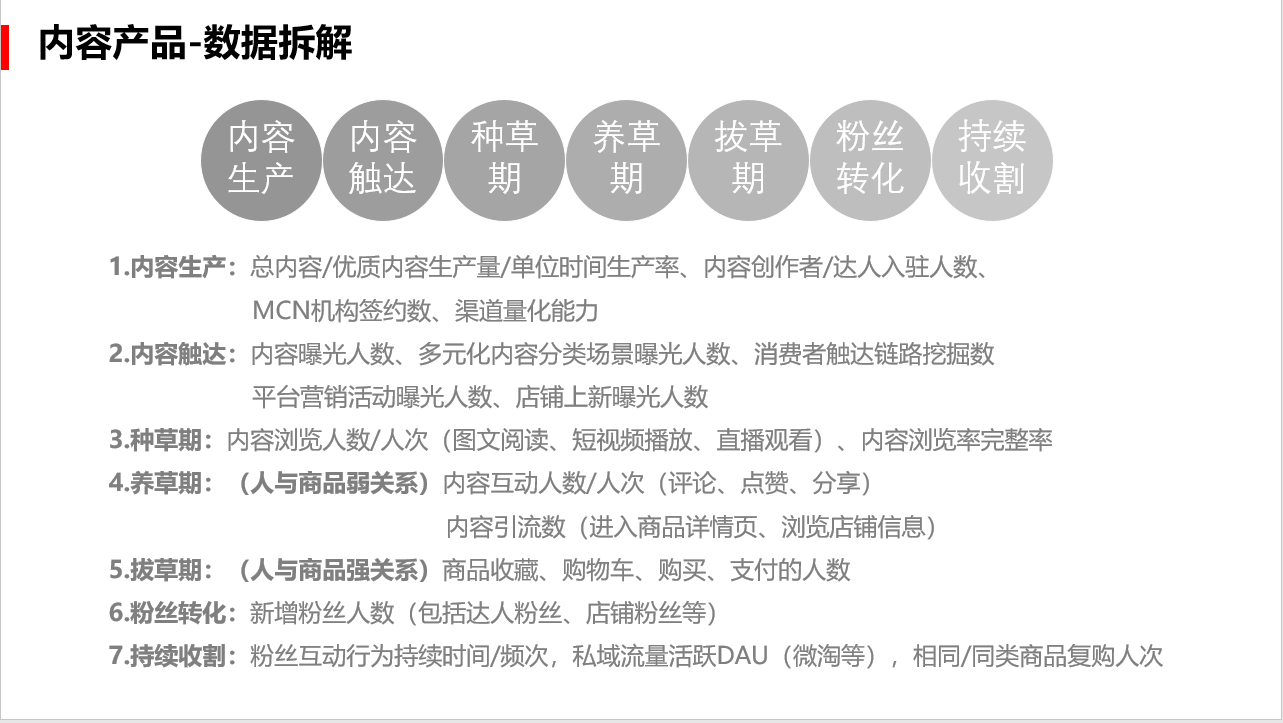 内容产品-数据拆解
内容
生产
内容
触达
种草
期
养草
期
拔草
期
粉丝
转化
持续
收割
1.内容生产：总内容/优质内容生产量/单位时间生产率、内容创作者/达人入驻人数、
MCN机构签约数、渠道量化能力
2.内容触达：内容曝光人数、多元化内容分类场景曝光人数、消费者触达链路挖掘数
平台营销活动曝光人数、店铺上新曝光人数
3.种草期：内容浏览人数/人次（图文阅读、短视频播放、直播观看）、内容浏览率完整率
4.养草期：（人与商品弱关系）内容互动人数/人次（评论、点赞、分享）
内容引流数（进入商品详情页、浏览店铺信息）
5.拔草期：（人与商品强关系）商品收藏、购物车、购买、支付的人数
6.粉丝转化：新增粉丝人数（包括达人粉丝、店铺粉丝等）
7.持续收割：粉丝互动行为持续时间/频次，私域流量活跃DAU（微淘等），相同/同类商品复购人次